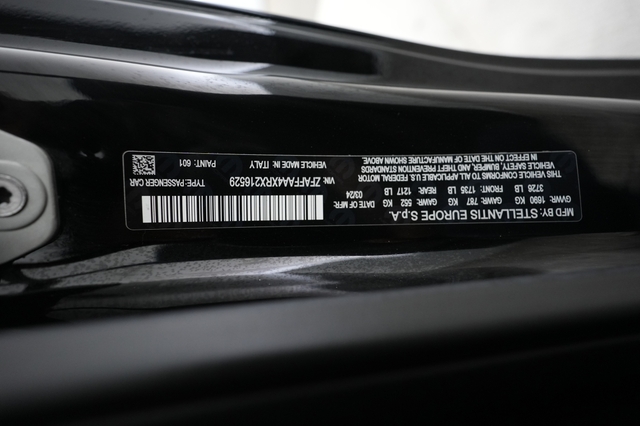 MFD BY: STELLANTIS EUROPE S.p.A.
DATE OF MFR: 03/24
GVWR: 1690 KG GAWR: 787 KG GAWR: 552 KG
3726 LB FRONT: 1735 LB REAR: 1217 LB
THIS VEHICLE CONFORMS TO ALL APPLICABLE U.S. FEDERAL MOTOR
VEHICLE SAFETY, BUMPER, AND THEFT PREVENTION STANDARDS
IN EFFECT ON THE DATE OF MANUFACTURE SHOWN ABOVE.
VIN: ZFAFFAA4XRX216529 TYPE: PASSENGER CAR
VEHICLE MADE IN: ITALY PAINT: 601